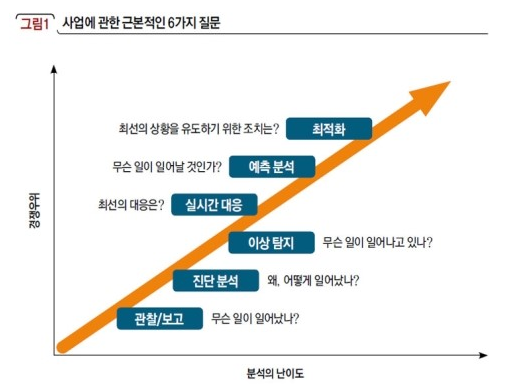 그림1 사업에 관한 근본적인 6가지 질문
최선의 상황을 유도하기 위한 조치는? 최적화
무슨 일이 일어날 것인가? 예측 분석
최선의 대응은? 실시간 대응
이상 탐지 무슨 일이 일어나고 있나?
진단 분석 왜, 어떻게 일어났나?
관찰/보고 무슨 일이 일어났나?
경쟁우위
분석의 난이도